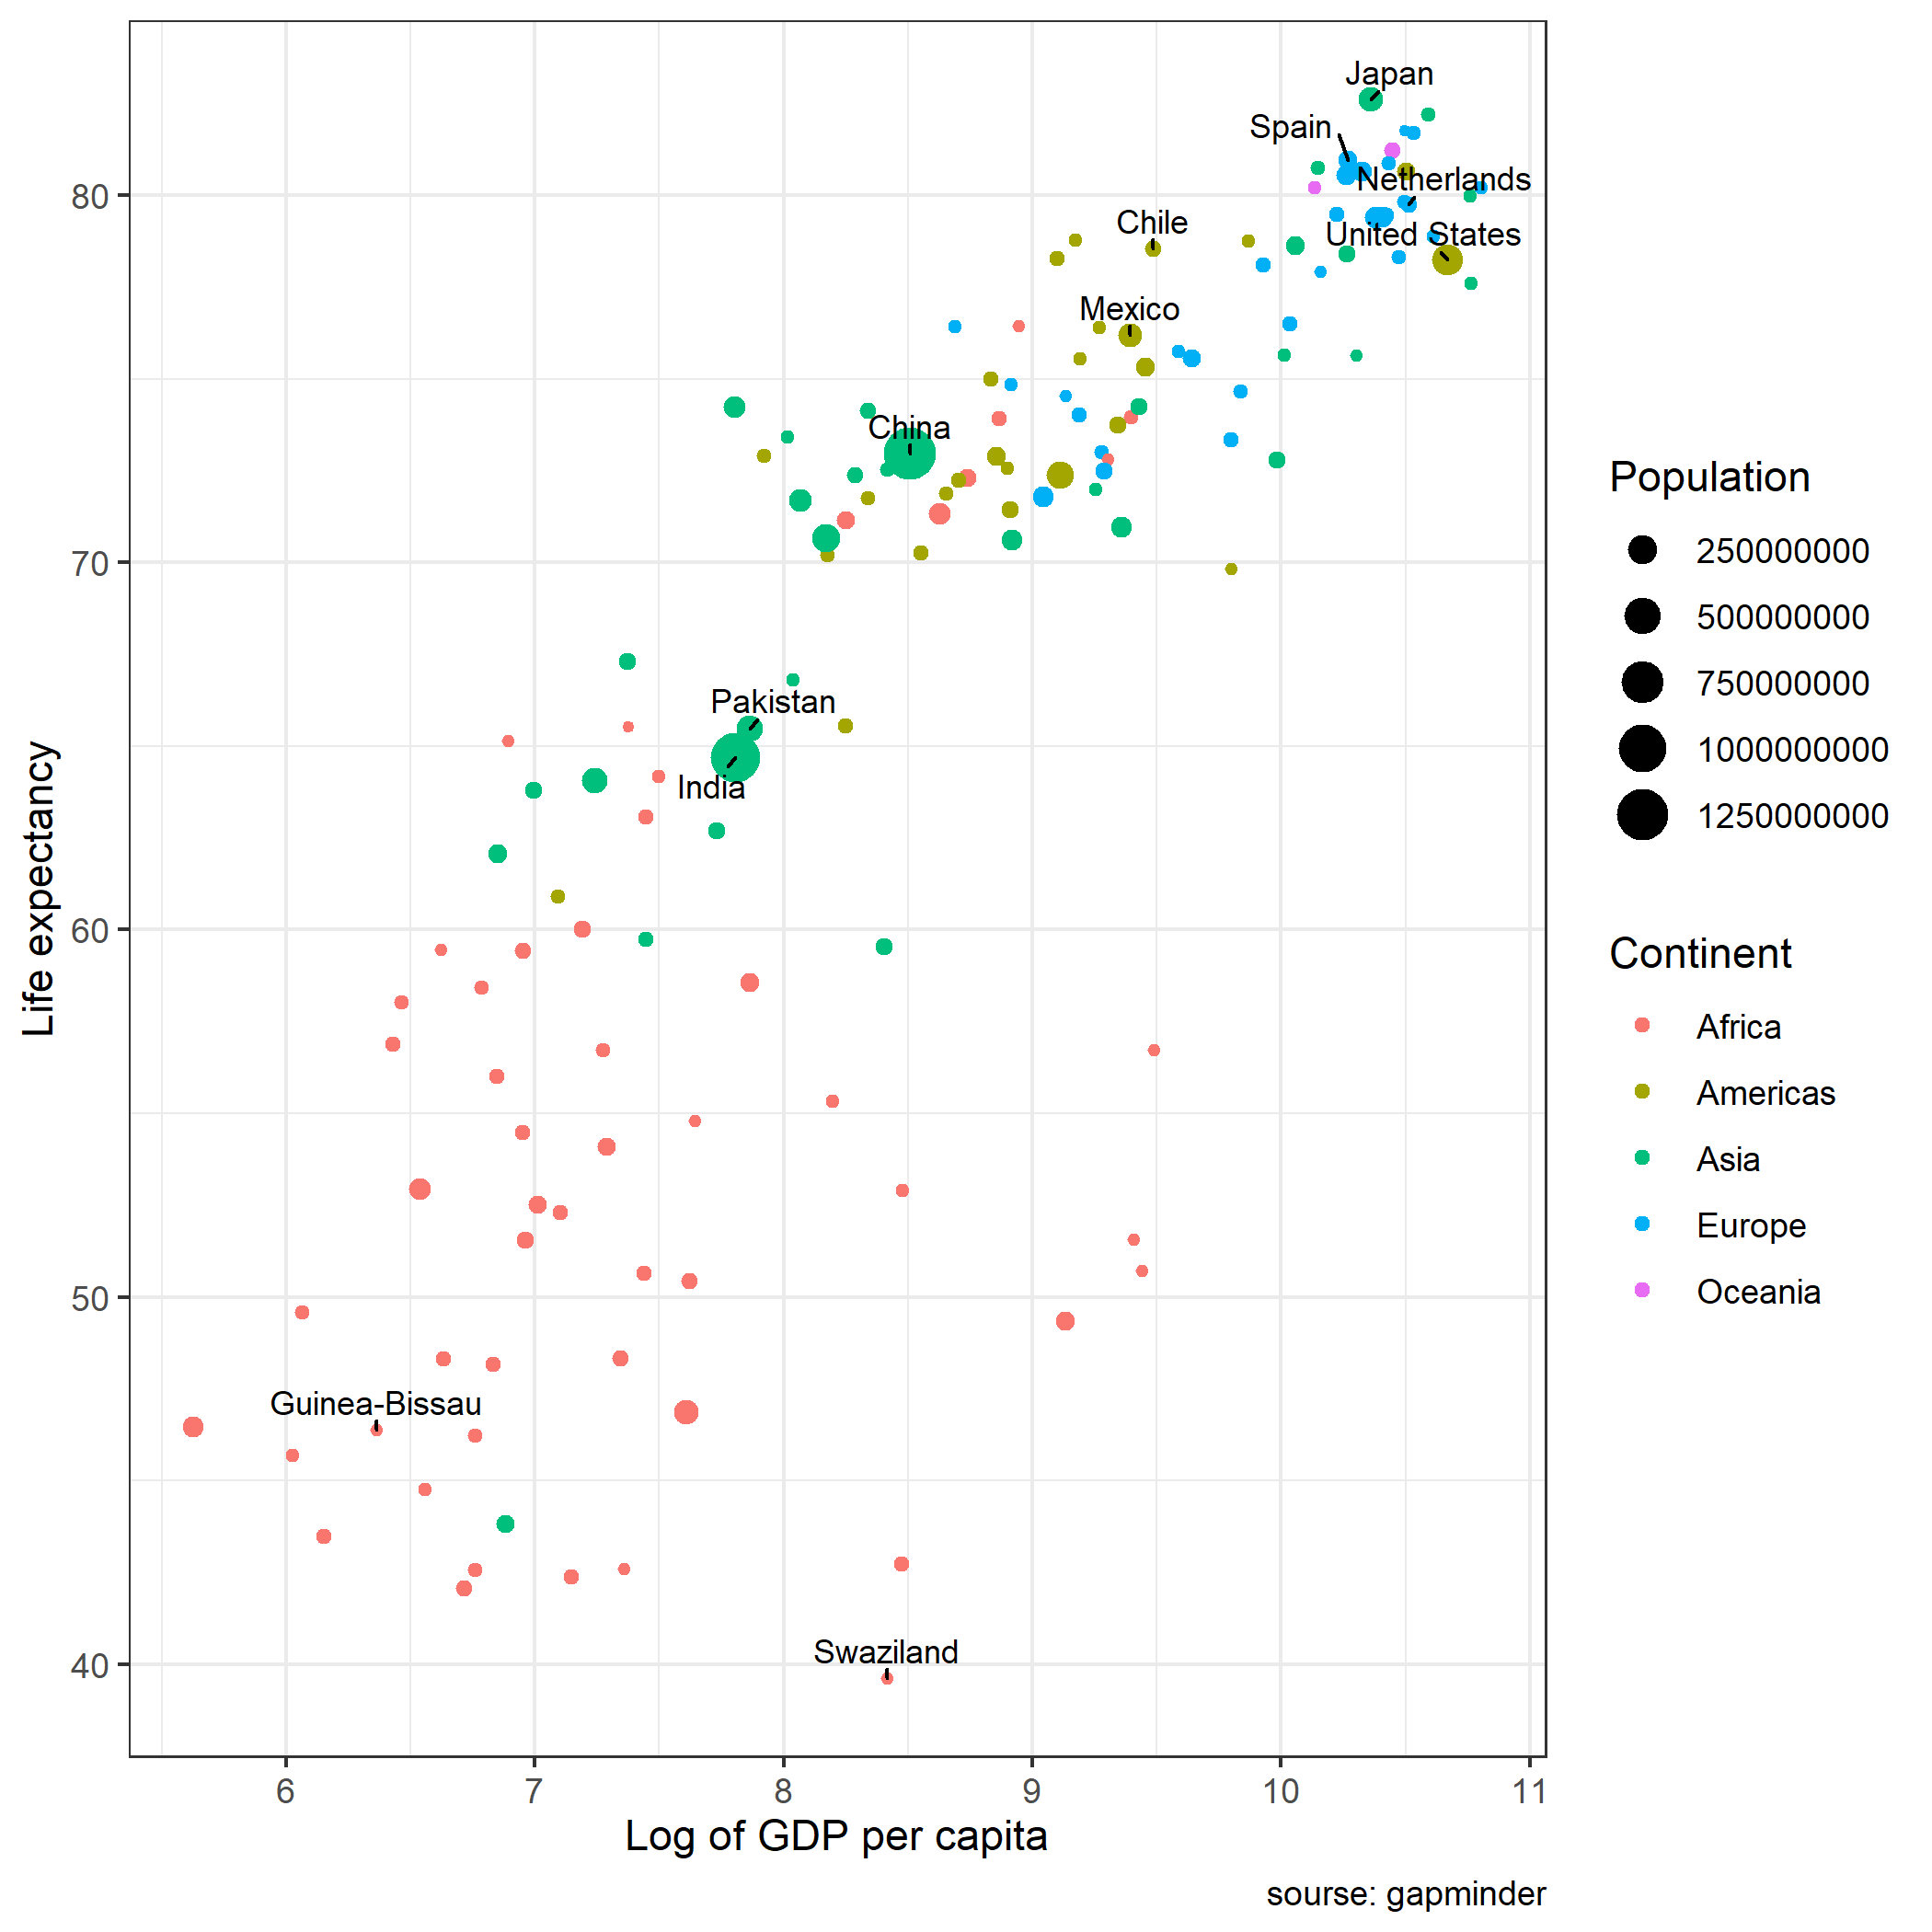 Japan
Spain
Netherlands
Chile
United States
Mexico
China
Pakistan
India
Guinea-Bissau
Swaziland
80
70
60
50
40
Life expectancy
6
7
8
9
10
11
Log of GDP per capita
sourse: gapminder
Population
250000000
500000000
750000000
1000000000
1250000000
Continent
Africa
Americas
Asia
Europe
Oceania